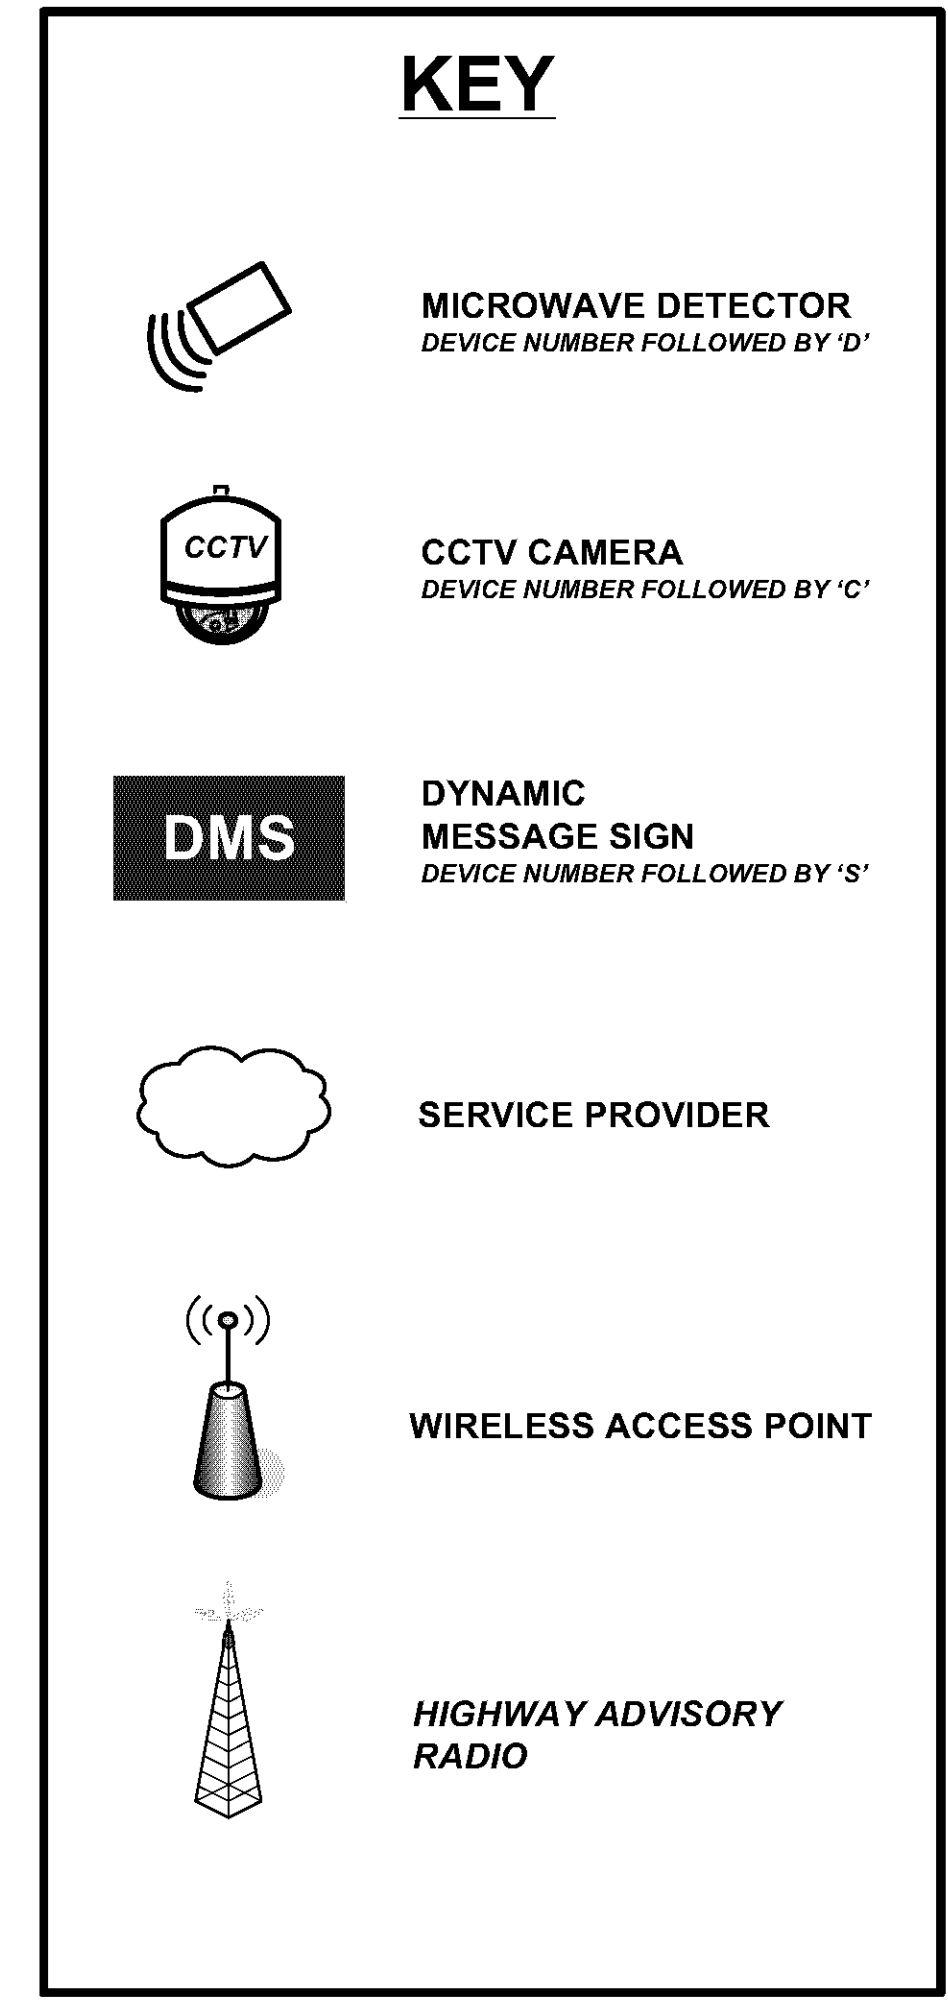 KEY
MICROWAVE DETECTOR
DEVICE NUMBER FOLLOWED BY ‘D’
CCTV
CCTV CAMERA
DEVICE NUMBER FOLLOWED BY ‘C’
DMS
DYNAMIC
MESSAGE SIGN
DEVICE NUMBER FOLLOWED BY ‘S’
SERVICE PROVIDER
WIRELESS ACCESS POINT
HIGHWAY ADVISORY
RADIO